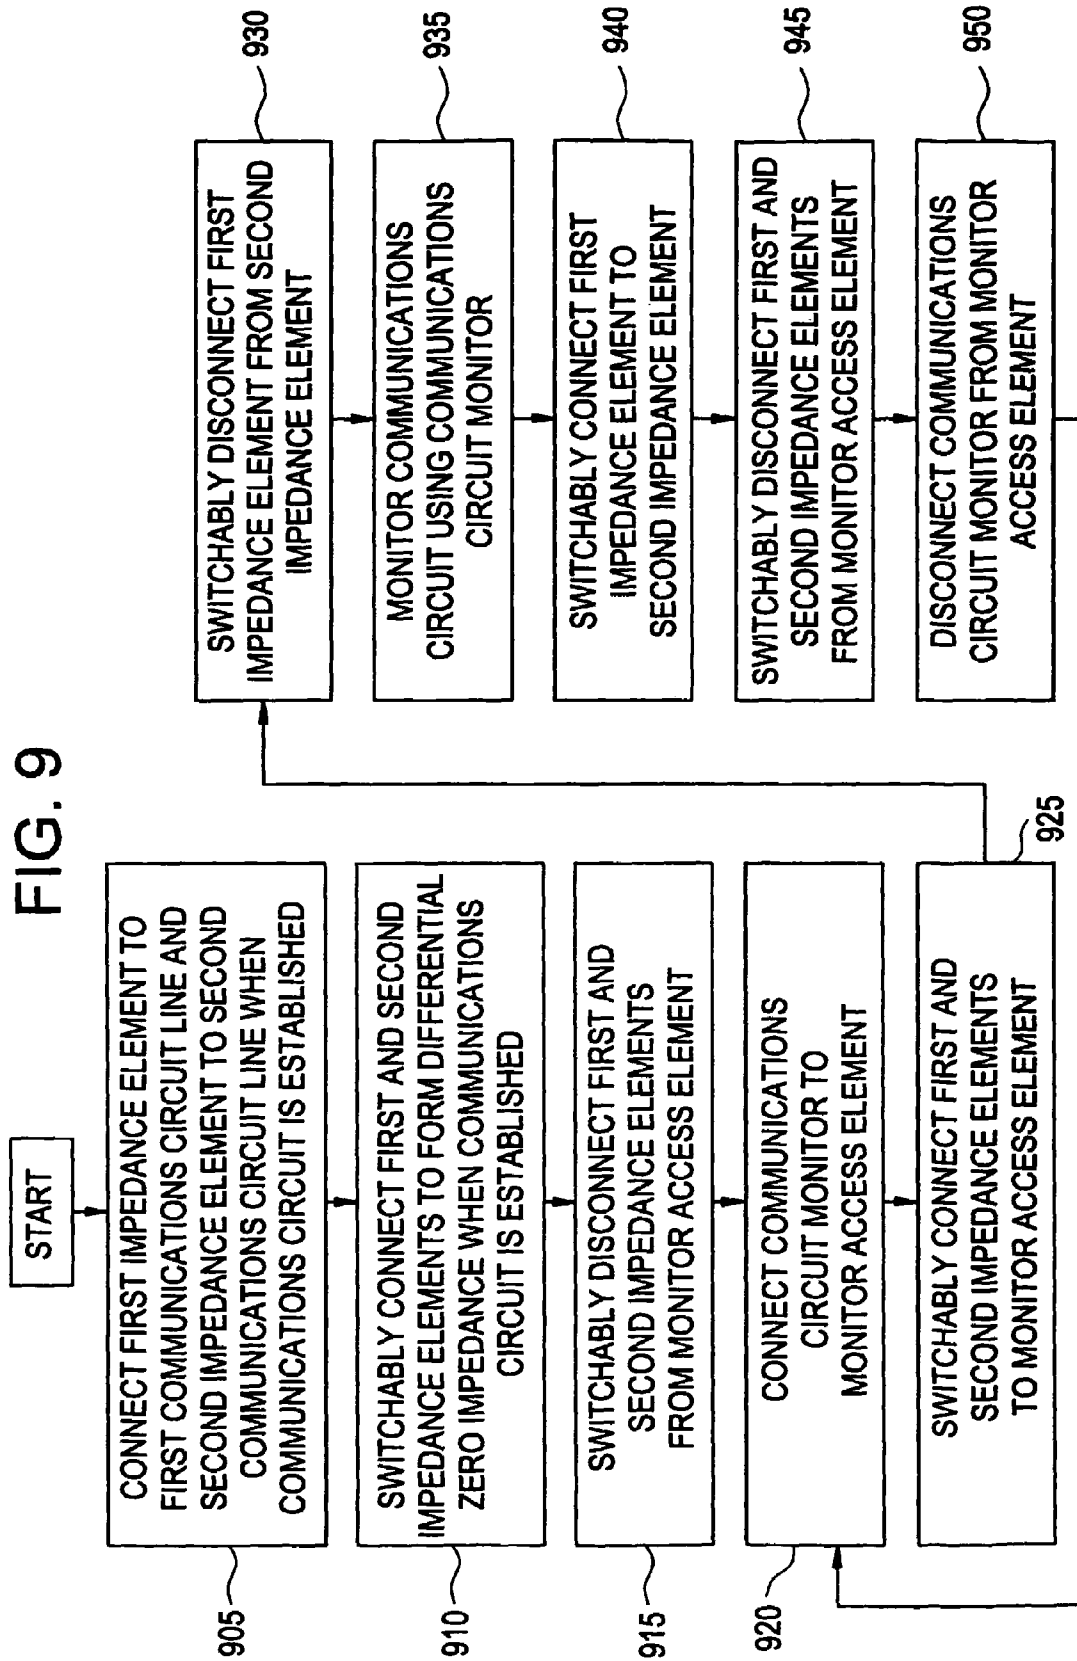 FIG. 9
START
CONNECT FIRST IMPEDANCE ELEMENT TO
FIRST COMMUNICATIONS CIRCUIT LINE AND
SECOND IMPEDANCE ELEMENT TO SECOND
COMMUNICATIONS CIRCUIT LINE WHEN
COMMUNICATIONS CIRCUIT IS ESTABLISHED
905
SWITCHABLY CONNECT FIRST AND SECOND
IMPEDANCE ELEMENTS TO FORM DIFFERENTIAL
ZERO IMPEDANCE WHEN COMMUNICATIONS
CIRCUIT IS ESTABLISHED
910
SWITCHABLY DISCONNECT FIRST AND
SECOND IMPEDANCE ELEMENTS
FROM MONITOR ACCESS ELEMENT
915
CONNECT COMMUNICATIONS
CIRCUIT MONITOR TO
MONITOR ACCESS ELEMENT
920
SWITCHABLY CONNECT FIRST AND
SECOND IMPEDANCE ELEMENTS
TO MONITOR ACCESS ELEMENT
925
SWITCHABLY DISCONNECT FIRST
IMPEDANCE ELEMENT FROM SECOND
IMPEDANCE ELEMENT
930
MONITOR COMMUNICATIONS
CIRCUIT USING COMMUNICATIONS
CIRCUIT MONITOR
935
SWITCHABLY CONNECT FIRST
IMPEDANCE ELEMENT TO
SECOND IMPEDANCE ELEMENT
940
SWITCHABLY DISCONNECT FIRST AND
SECOND IMPEDANCE ELEMENTS
FROM MONITOR ACCESS ELEMENT
945
DISCONNECT COMMUNICATIONS
CIRCUIT MONITOR FROM MONITOR
ACCESS ELEMENT
950